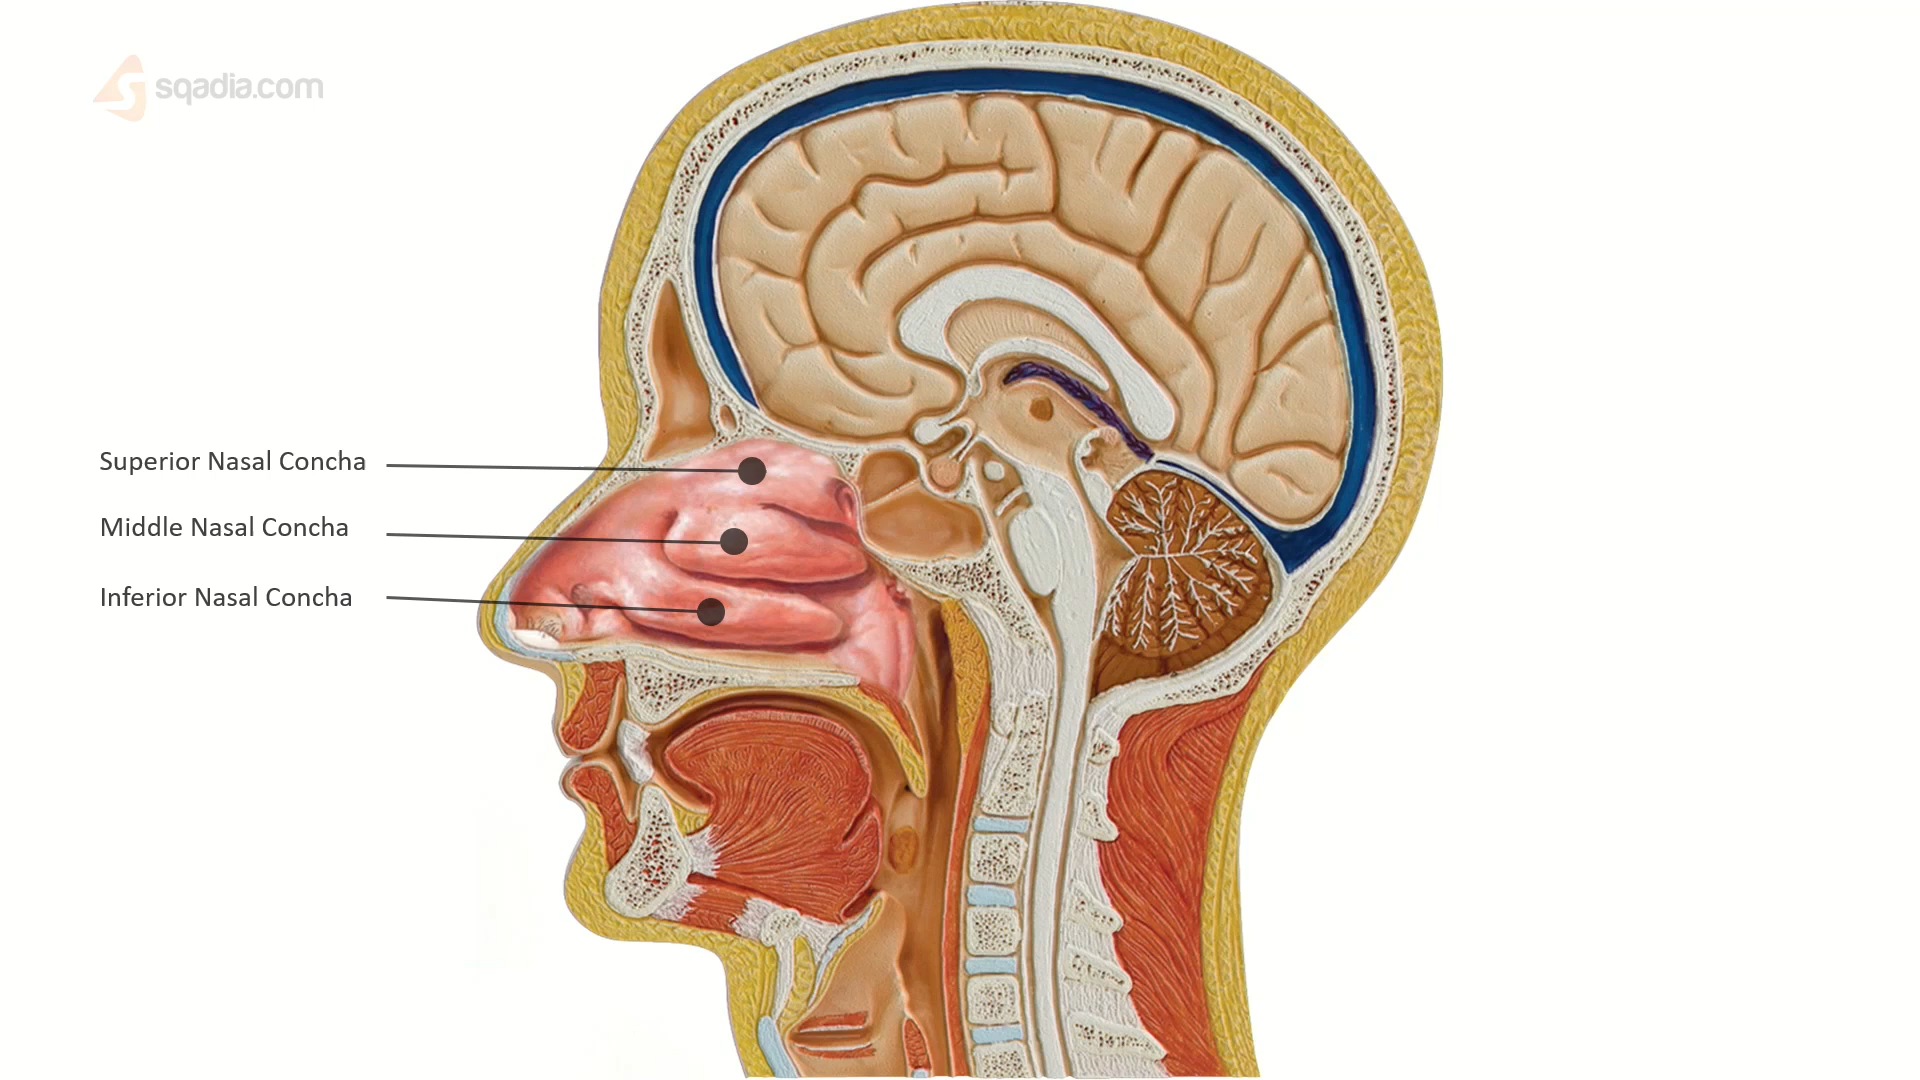 sqadia.com
Superior Nasal Concha
Middle Nasal Concha
Inferior Nasal Concha